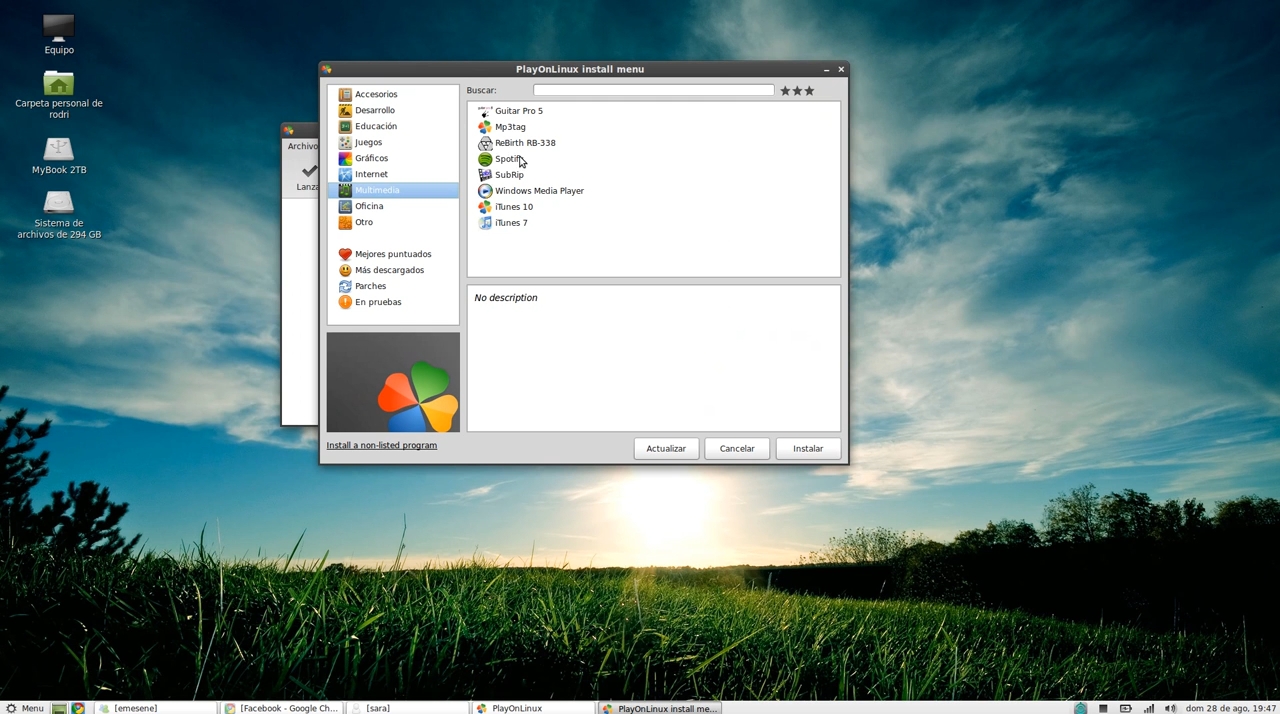 Equipo
Carpeta personal de
rodri
MyBook 2TB
Sistema de
archivos de 294 GB
Archivo
Lanza
PlayOnLinux install menu
Accesorios
Desarrollo
Educación
Juegos
Gráficos
Internet
Multimedia
Oficina
Otro
Mejores puntuados
Más descargados
Parches
En pruebas
Install a non-listed program
Buscar:
Guitar Pro 5
Mp3tag
ReBirth RB-338
Spotify
SubRip
Windows Media Player
iTunes 10
iTunes 7
No description
Actualizar
Cancelar
Instalar
Menu
[emesene]
[Facebook - Google Ch...
[sara]
PlayOnLinux
PlayOnLinux install me...
dom 28 de ago, 19:47